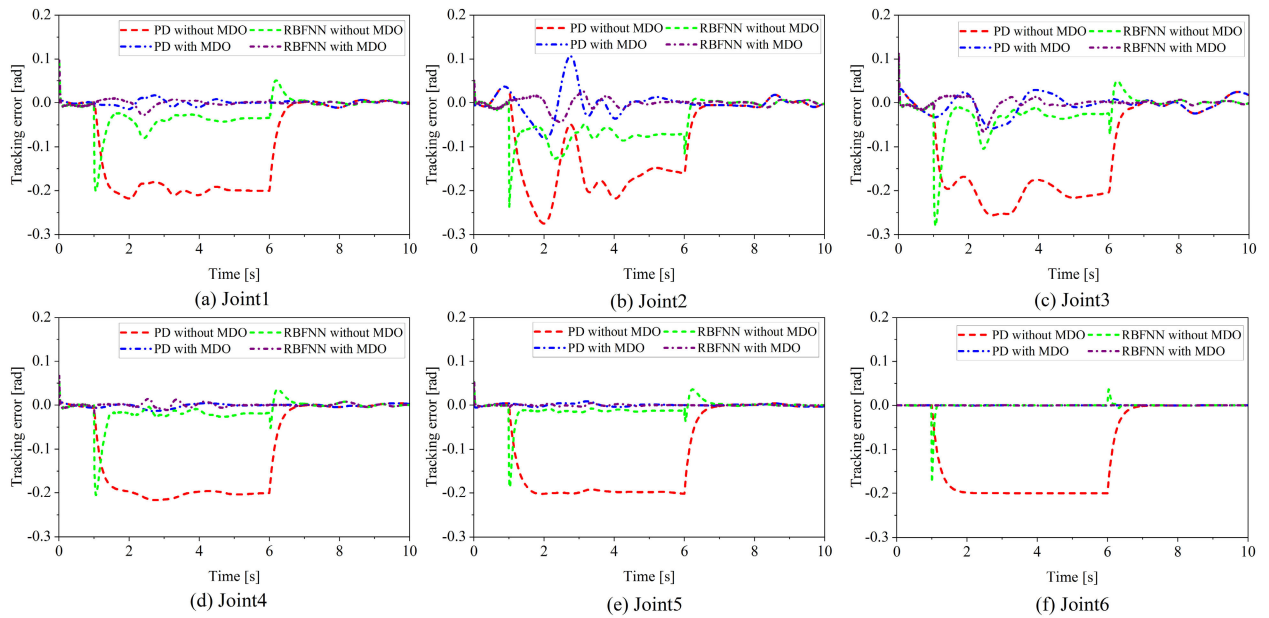 0.2
0.1
0.0
-0.1
-0.2
-0.3
Tracking error [rad]
PD without MDO RBFNN without MDO
PD with MDO RBFNN with MDO
0 2 4 6 8 10
Time [s]
(a) Joint1
0.2
0.1
0.0
-0.1
-0.2
-0.3
Tracking error [rad]
PD without MDO RBFNN without MDO
PD with MDO RBFNN with MDO
0 2 4 6 8 10
Time [s]
(b) Joint2
0.2
0.1
0.0
-0.1
-0.2
-0.3
Tracking error [rad]
PD without MDO RBFNN without MDO
PD with MDO RBFNN with MDO
0 2 4 6 8 10
Time [s]
(c) Joint3
0.2
0.1
0.0
-0.1
-0.2
-0.3
Tracking error [rad]
PD without MDO RBFNN without MDO
PD with MDO RBFNN with MDO
0 2 4 6 8 10
Time [s]
(d) Joint4
0.2
0.1
0.0
-0.1
-0.2
-0.3
Tracking error [rad]
PD without MDO RBFNN without MDO
PD with MDO RBFNN with MDO
0 2 4 6 8 10
Time [s]
(e) Joint5
0.2
0.1
0.0
-0.1
-0.2
-0.3
Tracking error [rad]
PD without MDO RBFNN without MDO
PD with MDO RBFNN with MDO
0 2 4 6 8 10
Time [s]
(f) Joint6